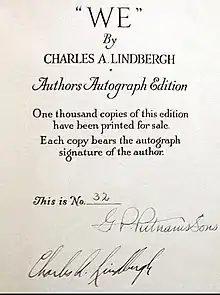 "WE"
By
CHARLES A. LINDBERGH
Authors Autograph Edition
One thousand copies of this edition
have been printed for sale.
Each copy bears the autograph
signature of the author.
This is No. 32
G. P. Putnam's Sons
Charles A. Lindbergh